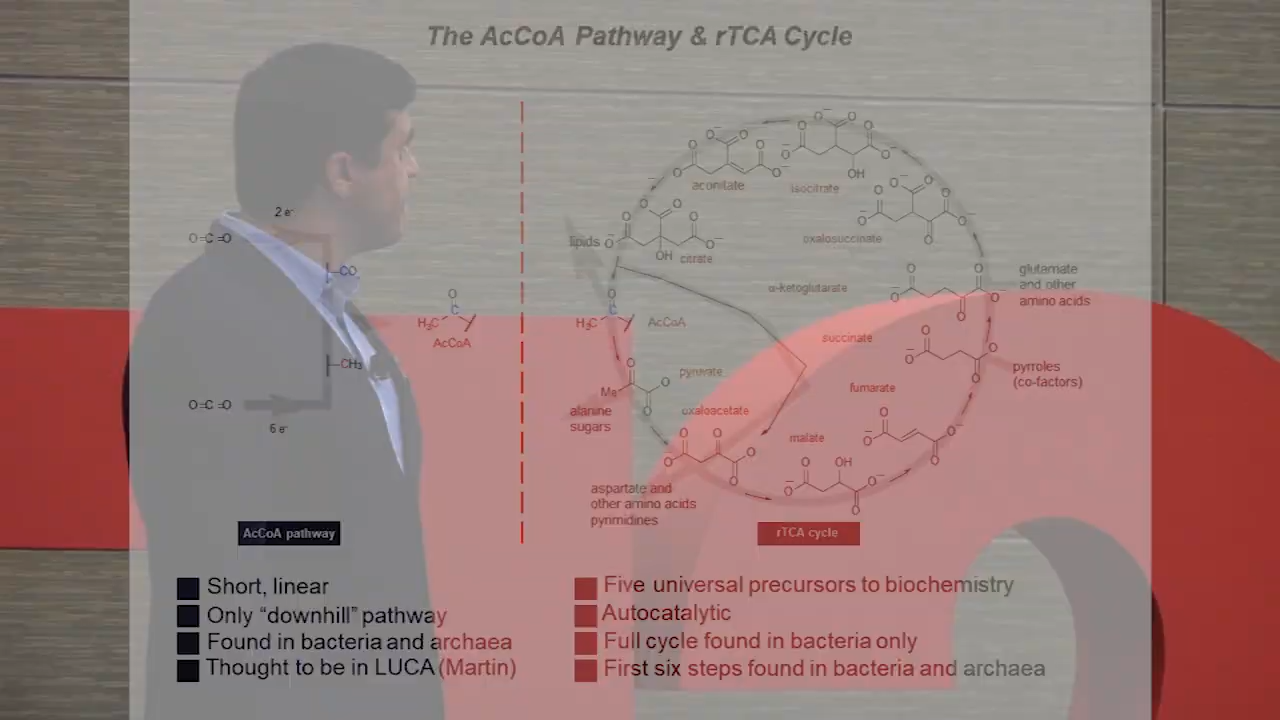 The AcCoA Pathway & rTCA Cycle
2 e⁻
O=C=O
CO
H₃C
O
C
AcCoA
CH₃
O=C=O
6 e⁻
AcCoA pathway
aconitate
isocitrate
OH
oxalosuccinate
lipids
OH
citrate
α-ketoglutarate
glutamate
and other
amino acids
H₃C
O
C
AcCoA
succinate
pyrroles
(co-factors)
pyruvate
Me
fumarate
alanine
sugars
oxaloacetate
malate
OH
aspartate and
other amino acids
pyrimidines
rTCA cycle
Short, linear
Only “downhill” pathway
Found in bacteria and archaea
Thought to be in LUCA (Martin)
Five universal precursors to biochemistry
Autocatalytic
Full cycle found in bacteria only
First six steps found in bacteria and archaea